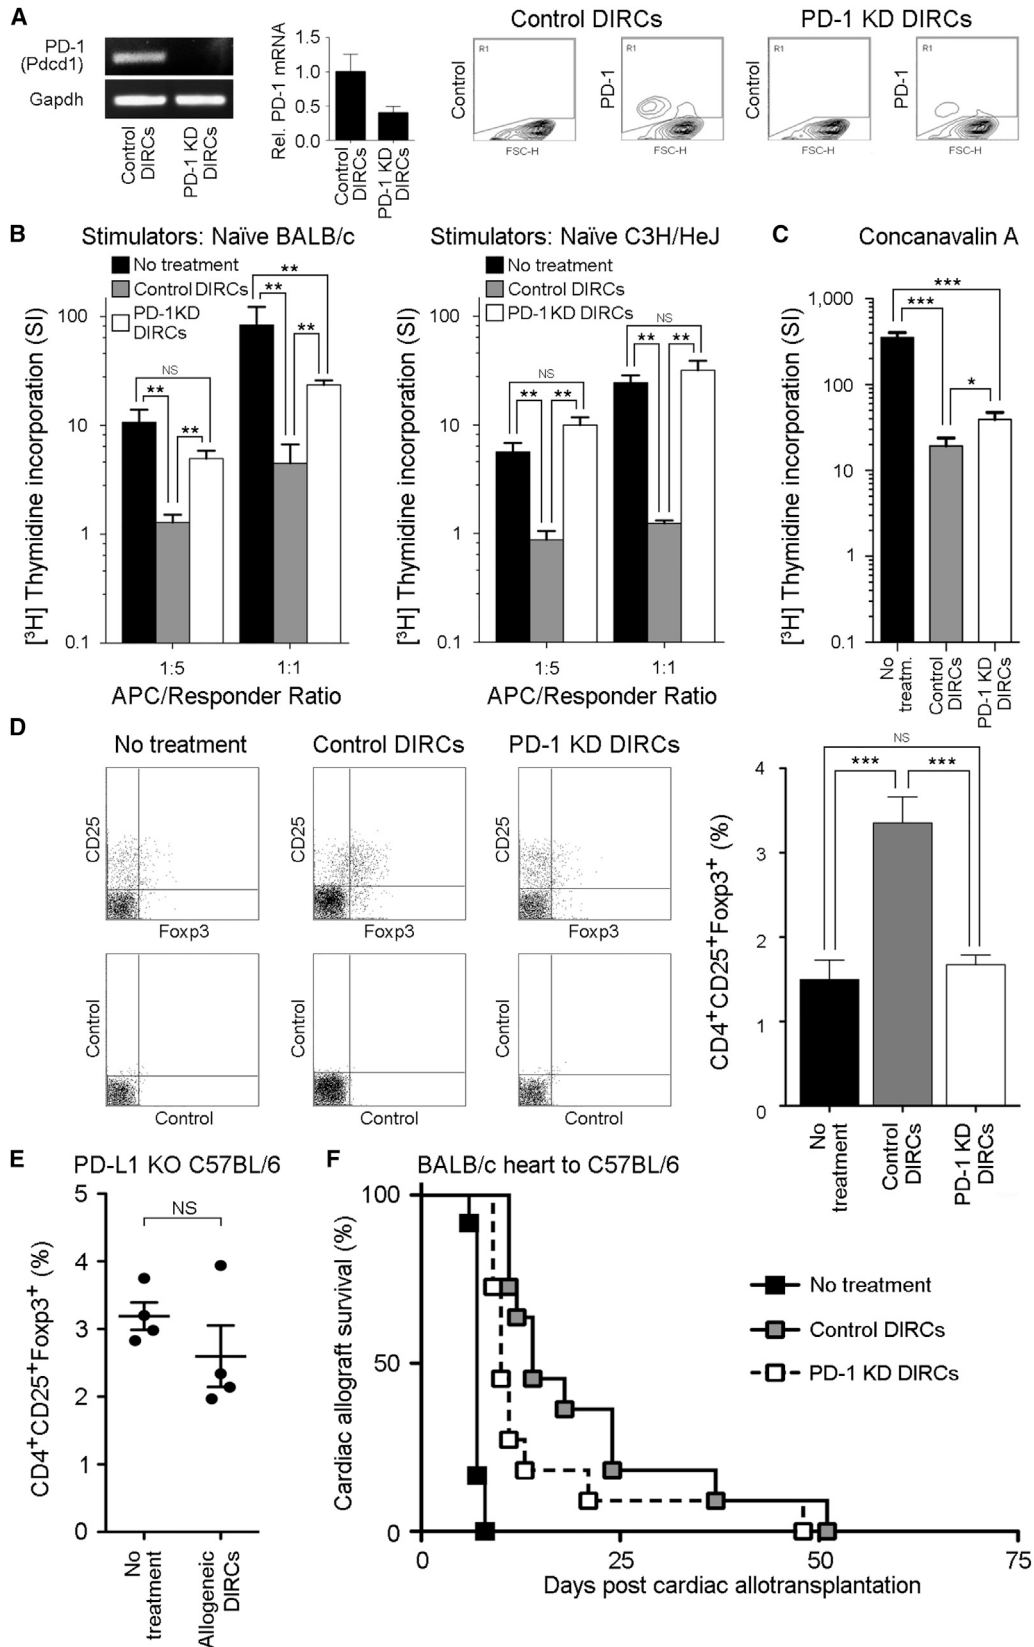 A
PD-1
(Pdcd1)
Gapdh
Control
DIRCs
PD-1 KD
DIRCs
Rel. PD-1 mRNA
1.5
1.0
0.5
0.0
Control
DIRCs
PD-1 KD
DIRCs
Control DIRCs
PD-1 KD DIRCs
Control
R1
FSC-H
PD-1
R1
FSC-H
Control
R1
FSC-H
PD-1
R1
FSC-H
B
Stimulators: Naïve BALB/c
No treatment
Control DIRCs
PD-1KD
DIRCs
[³H] Thymidine incorporation (SI)
100
10
1
0.1
NS
**
**
**
**
**
1:5
1:1
APC/Responder Ratio
Stimulators: Naïve C3H/HeJ
No treatment
Control DIRCs
PD-1KD DIRCs
[³H] Thymidine incorporation (SI)
100
10
1
0.1
NS
**
**
NS
**
**
1:5
1:1
APC/Responder Ratio
C
Concanavalin A
[³H] Thymidine incorporation (SI)
1,000
100
10
1
0.1
***
***
*
No
treatm.
Control
DIRCs
PD-1 KD
DIRCs
D
No treatment
Control DIRCs
PD-1 KD DIRCs
CD25
Foxp3
CD25
Foxp3
CD25
Foxp3
Control
Control
Control
Control
Control
Control
CD4⁺CD25⁺Foxp3⁺ (%)
4
3
2
1
0
NS
***
***
No
treatment
Control
DIRCs
PD-1 KD
DIRCs
E
PD-L1 KO C57BL/6
CD4⁺CD25⁺Foxp3⁺ (%)
5
4
3
2
1
0
NS
No
treatment
Allogeneic
DIRCs
F
BALB/c heart to C57BL/6
Cardiac allograft survival (%)
100
50
0
No treatment
Control DIRCs
PD-1 KD DIRCs
0
25
50
75
Days post cardiac allotransplantation